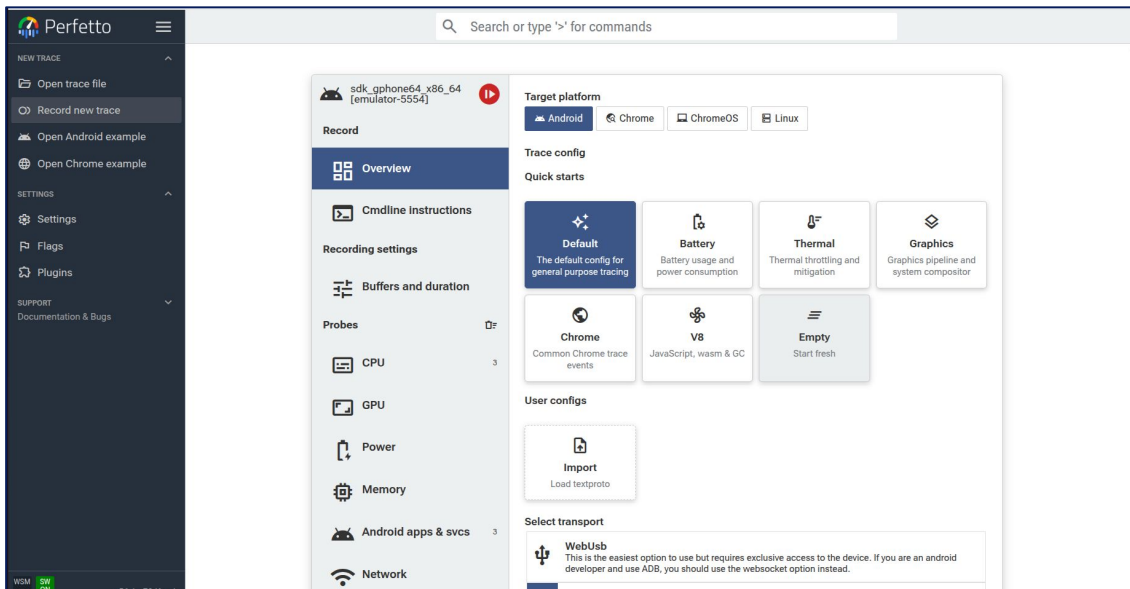 Perfetto
Search or type '>' for commands
NEW TRACE
Open trace file
Record new trace
Open Android example
Open Chrome example
SETTINGS
Settings
Flags
Plugins
SUPPORT
Documentation & Bugs
WSM
SW
ON
sdk_gphone64_x86_64
[emulator-5554]
Record
Overview
Cmdline instructions
Recording settings
Buffers and duration
Probes
CPU 3
GPU
Power
Memory
Android apps & svcs 3
Network
Target platform
Android
Chrome
ChromeOS
Linux
Trace config
Quick starts
Default
The default config for
general purpose tracing
Battery
Battery usage and
power consumption
Thermal
Thermal throttling and
mitigation
Graphics
Graphics pipeline and
system compositor
Chrome
Common Chrome trace
events
V8
JavaScript, wasm & GC
Empty
Start fresh
User configs
Import
Load textproto
Select transport
WebUsb
This is the easiest option to use but requires exclusive access to the device. If you are an android
developer and use ADB, you should use the websocket option instead.